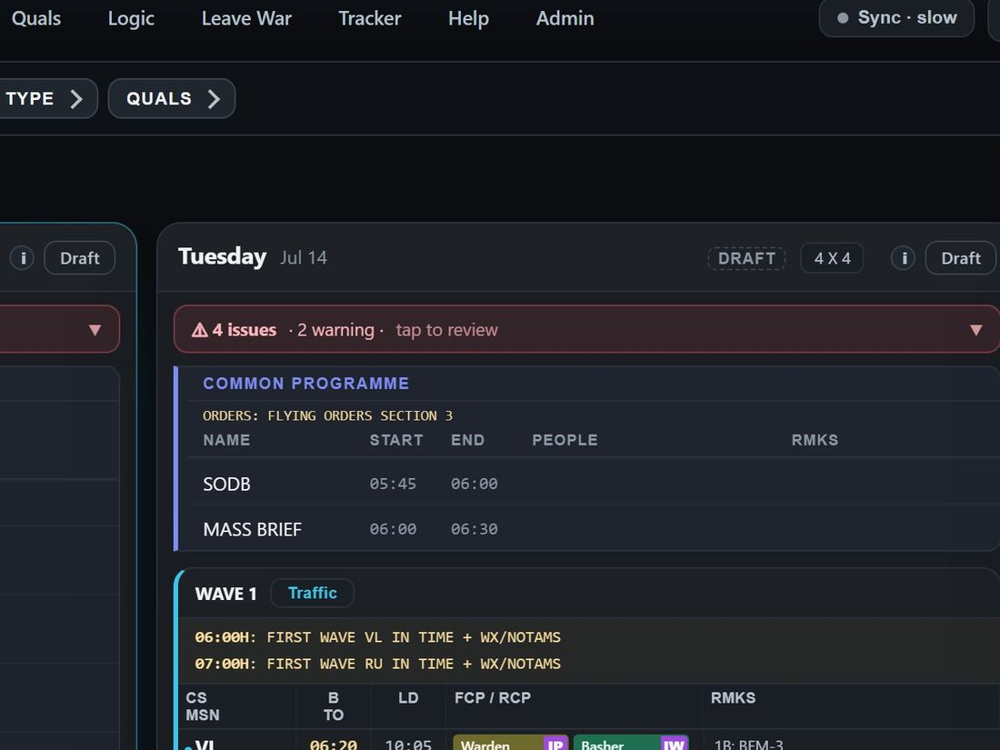 Quals Logic Leave War Tracker Help Admin Sync · slow
TYPE QUALS
i Draft
Tuesday Jul 14 DRAFT 4 X 4 i Draft
4 issues · 2 warning · tap to review
COMMON PROGRAMME
ORDERS: FLYING ORDERS SECTION 3
NAME START END PEOPLE RMKS
SODB 05:45 06:00
MASS BRIEF 06:00 06:30
WAVE 1 Traffic
06:00H: FIRST WAVE VL IN TIME + WX/NOTAMS
07:00H: FIRST WAVE RU IN TIME + WX/NOTAMS
CS B LD FCP / RCP RMKS
MSN TO
VL 06:20 10:05 Warden IP Basher IW 1B: BFM-3